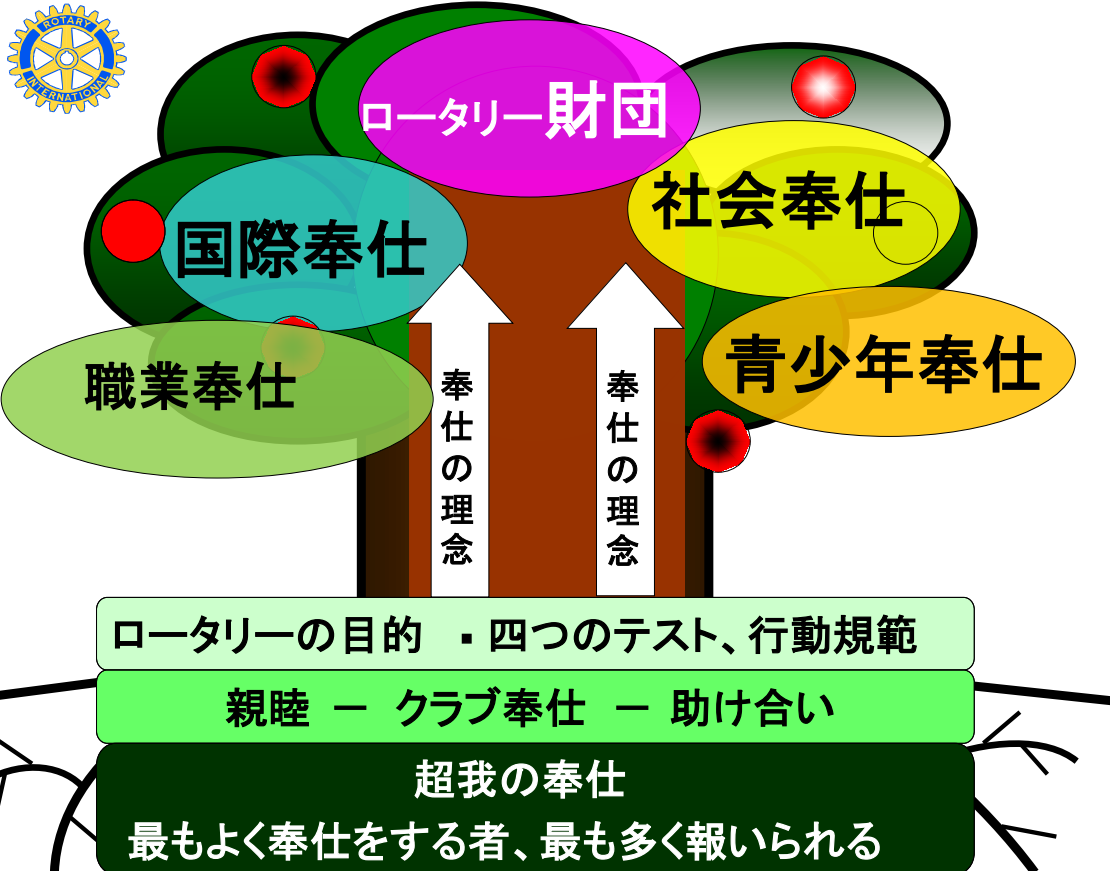 ROTARY
INTERNATIONAL
ロータリー財団
社会奉仕
国際奉仕
青少年奉仕
職業奉仕
奉仕の理念
奉仕の理念
ロータリーの目的 ・四つのテスト、行動規範
親睦 － クラブ奉仕 － 助け合い
超我の奉仕
最もよく奉仕をする者、最も多く報いられる